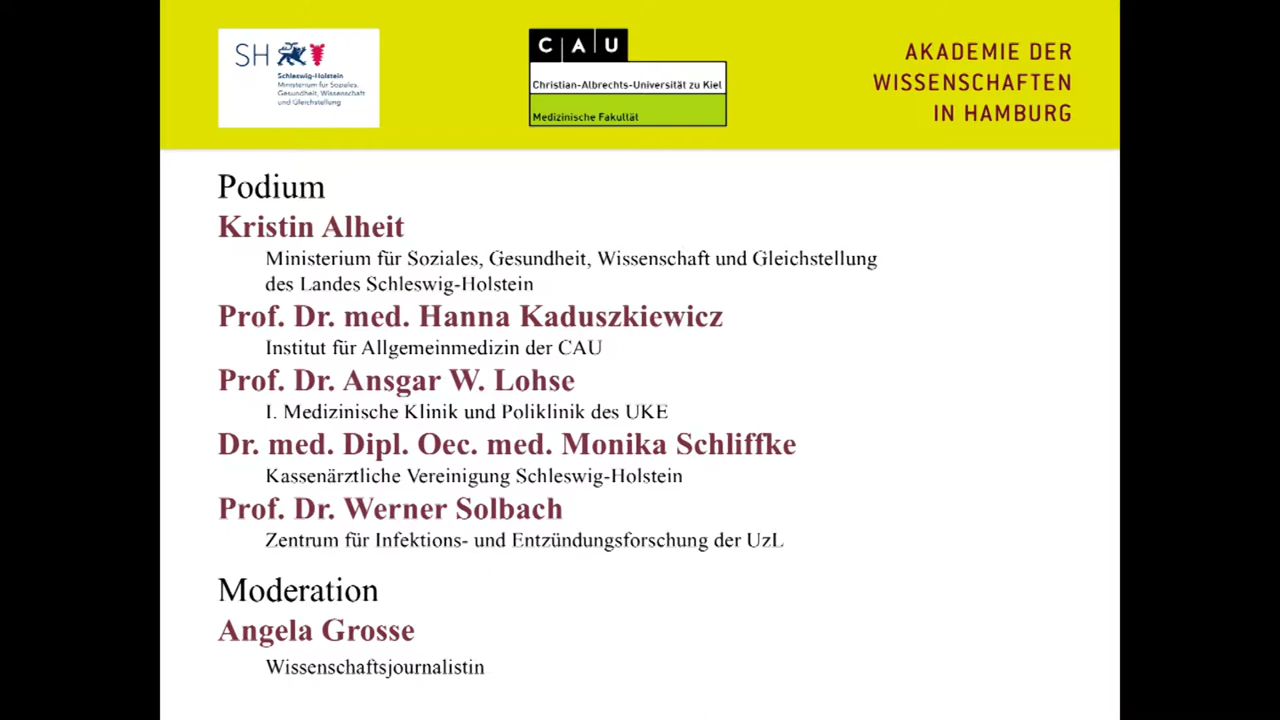 SH
Schleswig-Holstein
Ministerium für Soziales,
Gesundheit, Wissenschaft
und Gleichstellung
CAU
Christian-Albrechts-Universität zu Kiel
Medizinische Fakultät
AKADEMIE DER
WISSENSCHAFTEN
IN HAMBURG
Podium
Kristin Alheit
Ministerium für Soziales, Gesundheit, Wissenschaft und Gleichstellung
des Landes Schleswig-Holstein
Prof. Dr. med. Hanna Kaduszkiewicz
Institut für Allgemeinmedizin der CAU
Prof. Dr. Ansgar W. Lohse
I. Medizinische Klinik und Poliklinik des UKE
Dr. med. Dipl. Oec. med. Monika Schliffke
Kassenärztliche Vereinigung Schleswig-Holstein
Prof. Dr. Werner Solbach
Zentrum für Infektions- und Entzündungsforschung der UzL
Moderation
Angela Grosse
Wissenschaftsjournalistin